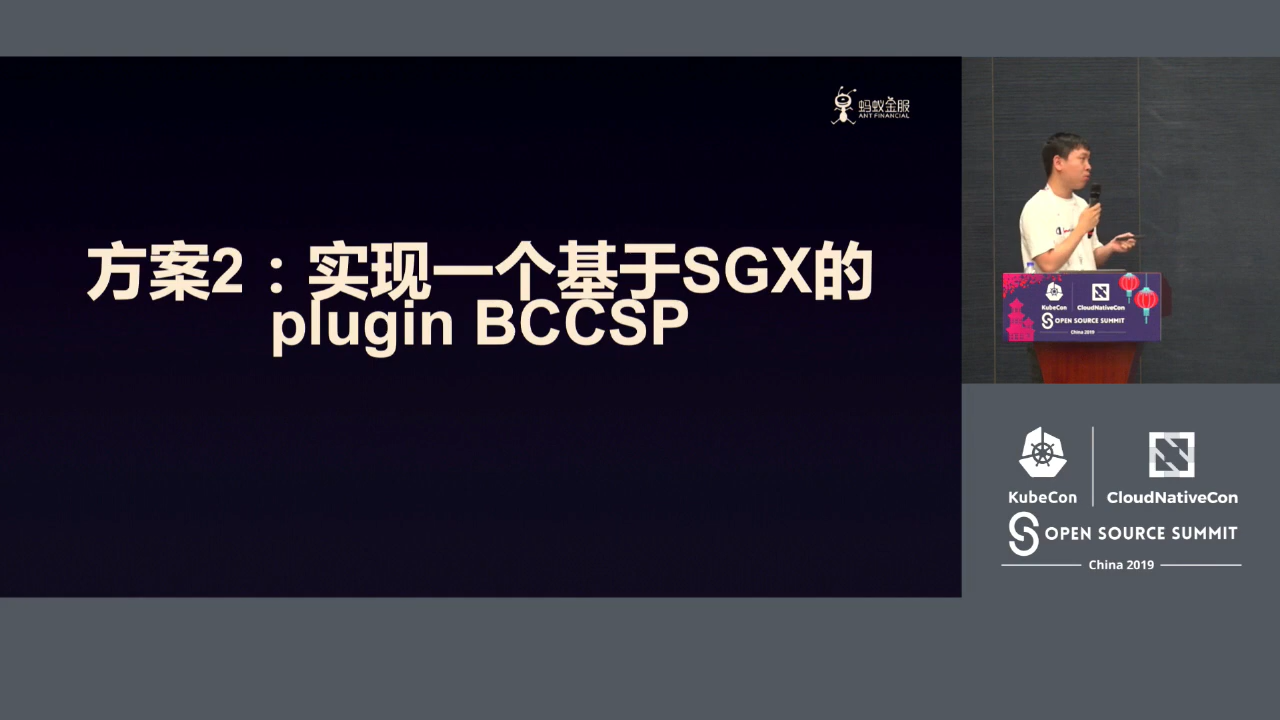 蚂蚁金服
ANT FINANCIAL
方案2：实现一个基于SGX的
plugin BCCSP
KubeCon
CloudNativeCon
OPEN SOURCE SUMMIT
China 2019
KubeCon
CloudNativeCon
OPEN SOURCE SUMMIT
China 2019